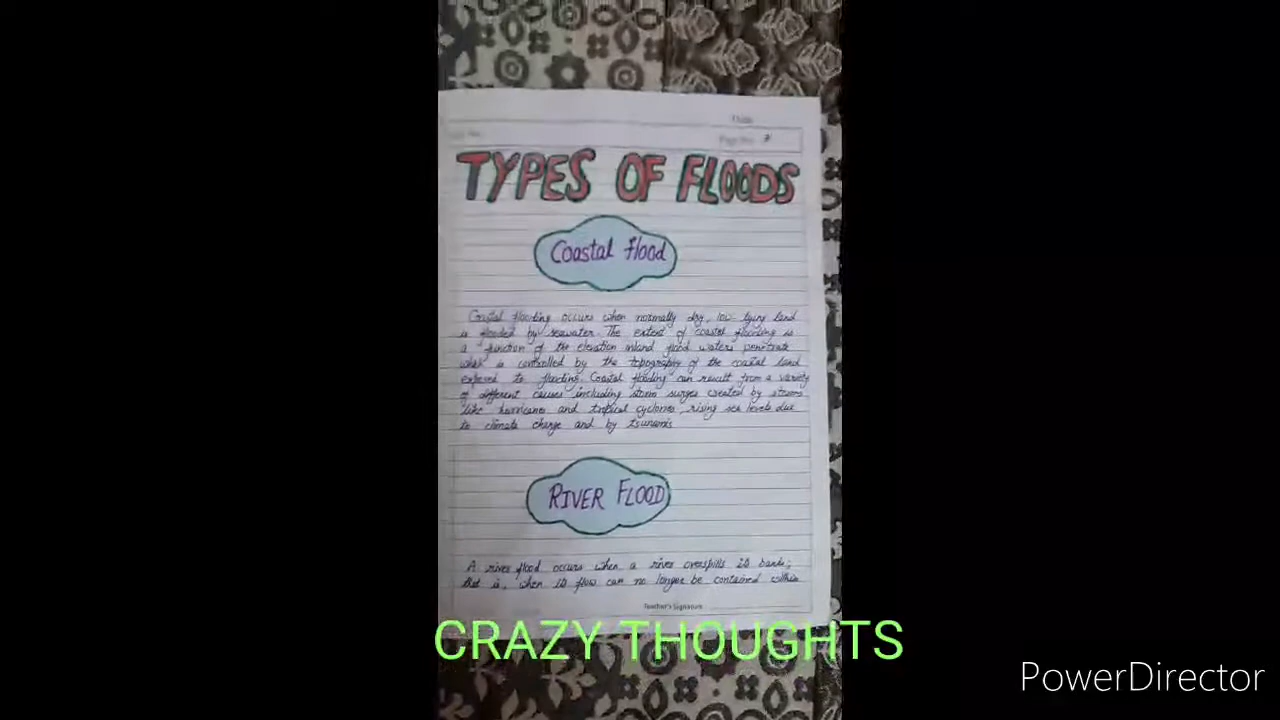 Date
Page No. 7
TYPES OF FLOODS
Coastal flood
Coastal flooding occurs when normally dry, low lying land
is flooded by seawater. The extent of coastal flooding is
a function of the elevation inland flood waters penetrate
what is controlled by the topography of the coastal land
exposed to flooding. Coastal flooding can result from a variety
of different causes including storm surges created by storms
like hurricanes and tropical cyclones, rising sea levels due
to climate change and by tsunamis
RIVER FLOOD
A river flood occurs when a river overspills its banks;
that is, when its flow can no longer be contained within
Teacher's Signature
CRAZY THOUGHTS
PowerDirector